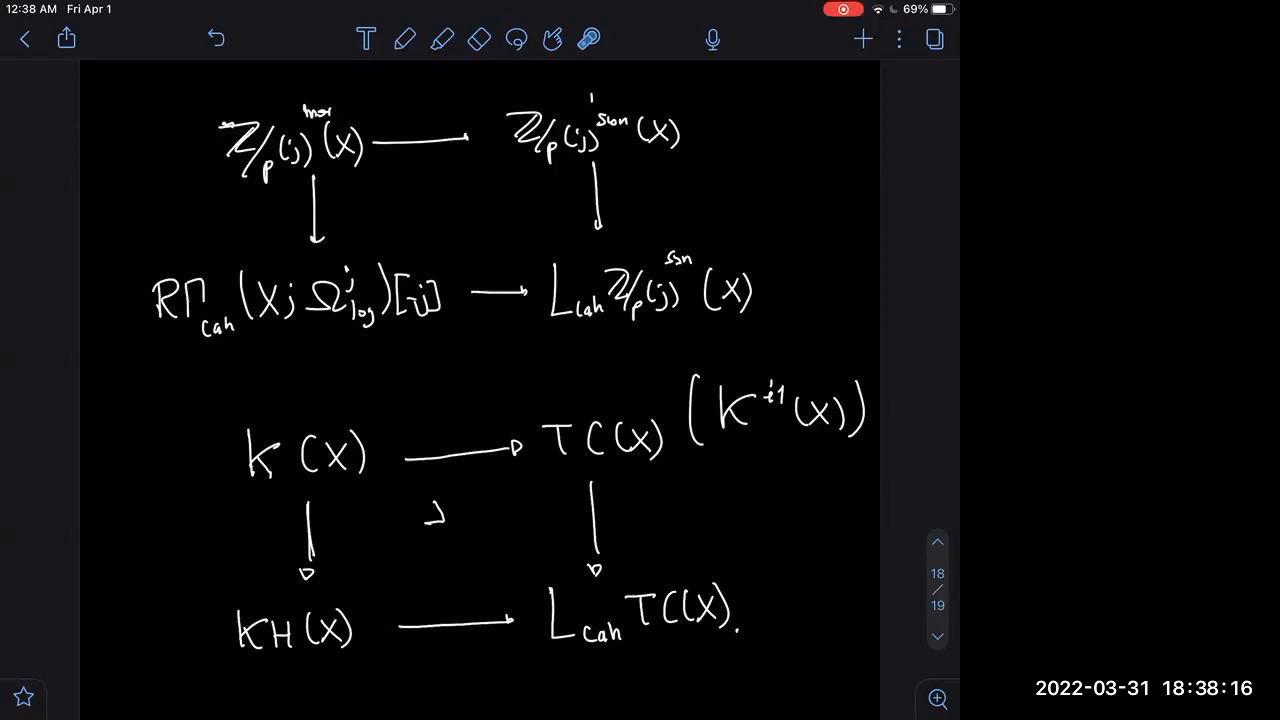 12:38 AM Fri Apr 1 69%
ℤ/p(j)^mot (X) ⟶ ℤ/p(j)^syn (X)
RΓ_cdh (X; Ω^j_log)[-j] → L_cdh ℤ/p(j)^syn (X)
K(X) → TC(X) (K^ét (X))
KH(X) → L_cdh TC(X).
18
/
19
2022-03-31 18:38:16